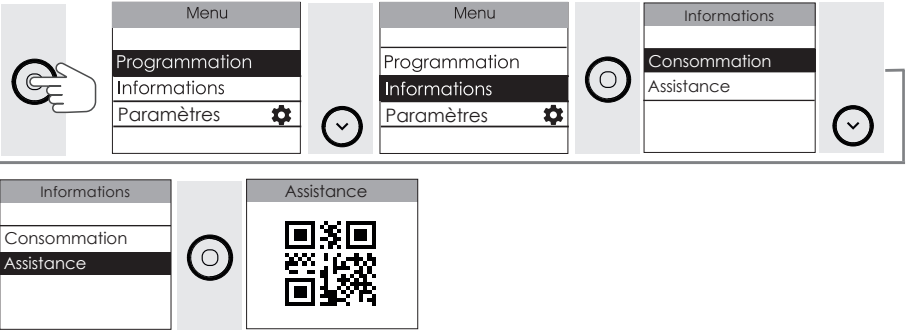 Menu
Programmation
Informations
Paramètres
Menu
Programmation
Informations
Paramètres
Informations
Consommation
Assistance
Informations
Consommation
Assistance
Assistance